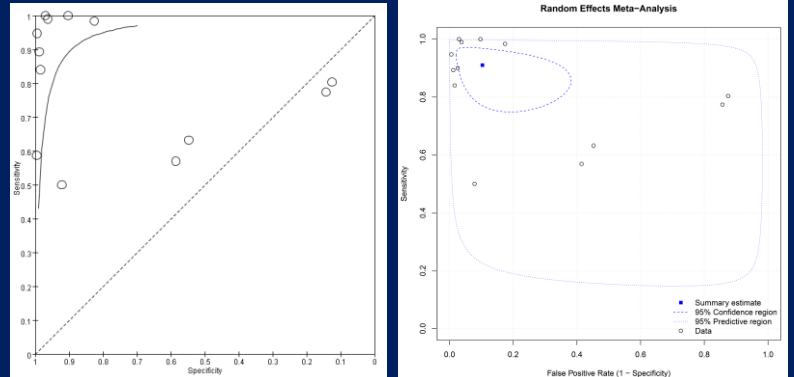 1
0.9
0.8
0.7
0.6
0.5
0.4
0.3
0.2
0.1
0
Sensitivity
1 0.9 0.8 0.7 0.6 0.5 0.4 0.3 0.2 0.1 0
Specificity
Random Effects Meta-Analysis
1.0
0.8
0.6
0.4
0.2
0.0
Sensitivity
Summary estimate
95% Confidence region
95% Predictive region
Data
0.0 0.2 0.4 0.6 0.8 1.0
False Positive Rate (1 − Specificity)